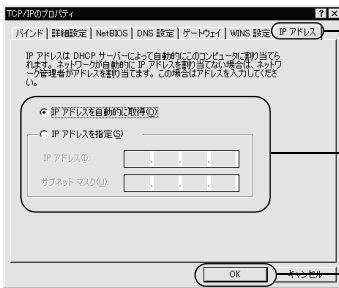 TCP/IPのプロパティ
バインド 詳細設定 NetBIOS DNS 設定 ゲートウェイ WINS 設定 IP アドレス
IP アドレスは DHCP サーバーによって自動的にこのコンピュータに割り当てら
れます。ネットワークが自動的に IP アドレスを割り当てない場合は、ネットワ
ーク管理者がアドレスを割り当てます。この場合はアドレスを入力してくださ
い。
IP アドレスを自動的に取得(O)
IP アドレスを指定(S)
IP アドレス(I)
サブネット マスク(U)
OK キャンセル